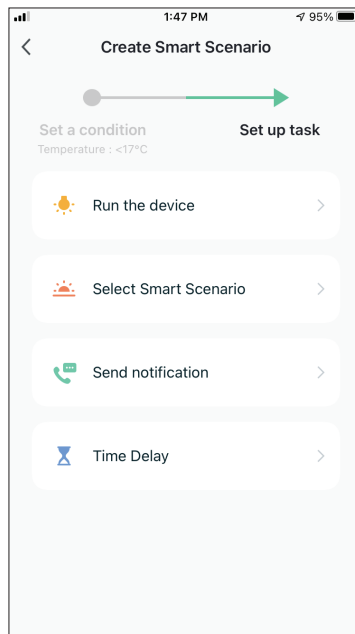 1:47 PM
95%
Create Smart Scenario
Set a condition
Set up task
Temperature : <17°C
Run the device
Select Smart Scenario
Send notification
Time Delay